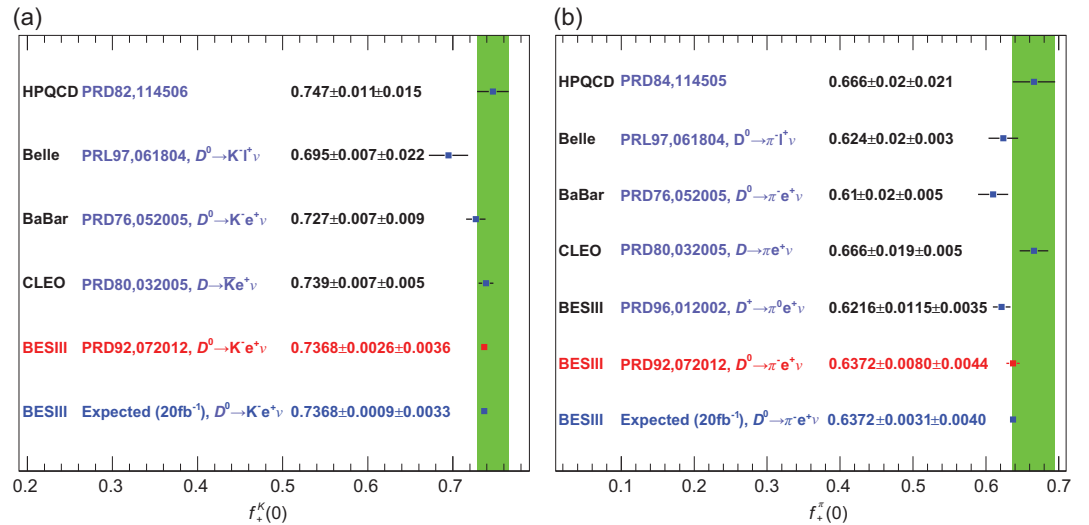 (a)
HPQCD PRD82,114506 0.747±0.011±0.015
Belle PRL97,061804, D⁰→K⁻l⁺ν 0.695±0.007±0.022
BaBar PRD76,052005, D⁰→K⁻e⁺ν 0.727±0.007±0.009
CLEO PRD80,032005, D→K̅e⁺ν 0.739±0.007±0.005
BESIII PRD92,072012, D⁰→K⁻e⁺ν 0.7368±0.0026±0.0036
BESIII Expected (20fb⁻¹), D⁰→K⁻e⁺ν 0.7368±0.0009±0.0033
0.2 0.3 0.4 0.5 0.6 0.7
f₊ᴷ(0)
(b)
HPQCD PRD84,114505 0.666±0.02±0.021
Belle PRL97,061804, D⁰→π⁻l⁺ν 0.624±0.02±0.003
BaBar PRD76,052005, D⁰→π⁻e⁺ν 0.61±0.02±0.005
CLEO PRD80,032005, D→πe⁺ν 0.666±0.019±0.005
BESIII PRD96,012002, D⁺→π⁰e⁺ν 0.6216±0.0115±0.0035
BESIII PRD92,072012, D⁰→π⁻e⁺ν 0.6372±0.0080±0.0044
BESIII Expected (20fb⁻¹), D⁰→π⁻e⁺ν 0.6372±0.0031±0.0040
0.1 0.2 0.3 0.4 0.5 0.6 0.7
f₊^π(0)